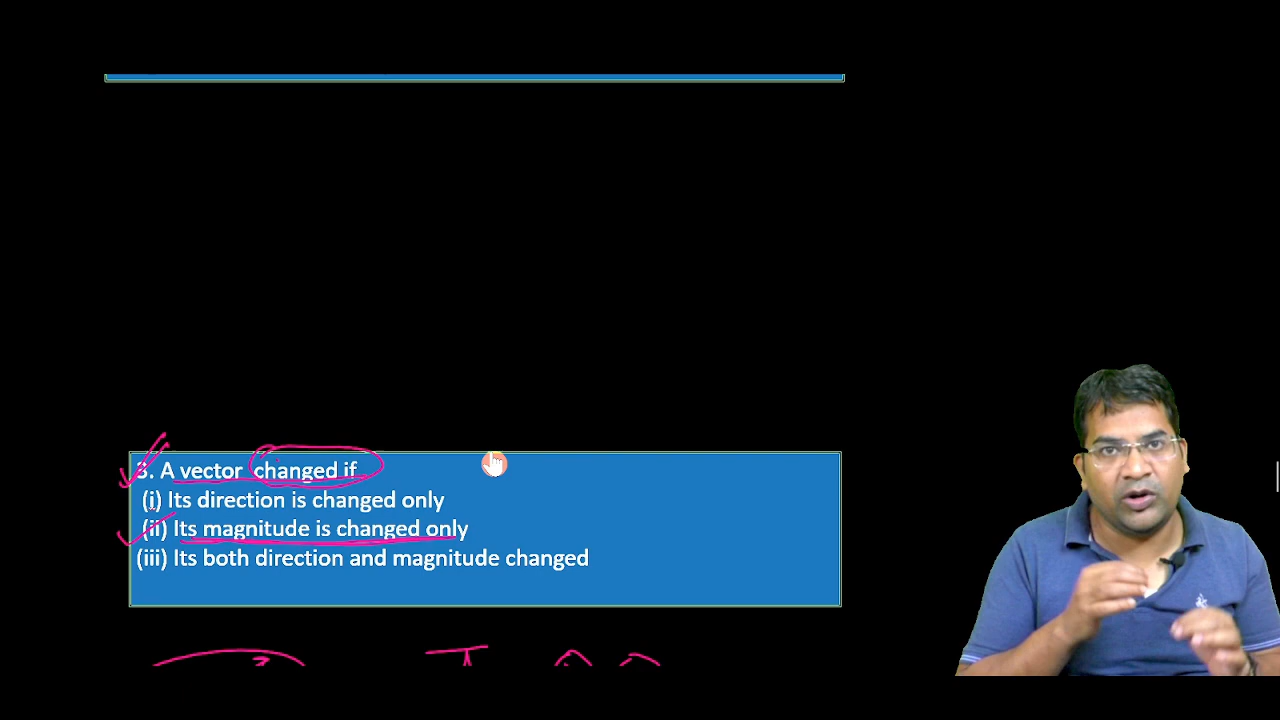 3. A vector changed if
(i) Its direction is changed only
(ii) Its magnitude is changed only
(iii) Its both direction and magnitude changed